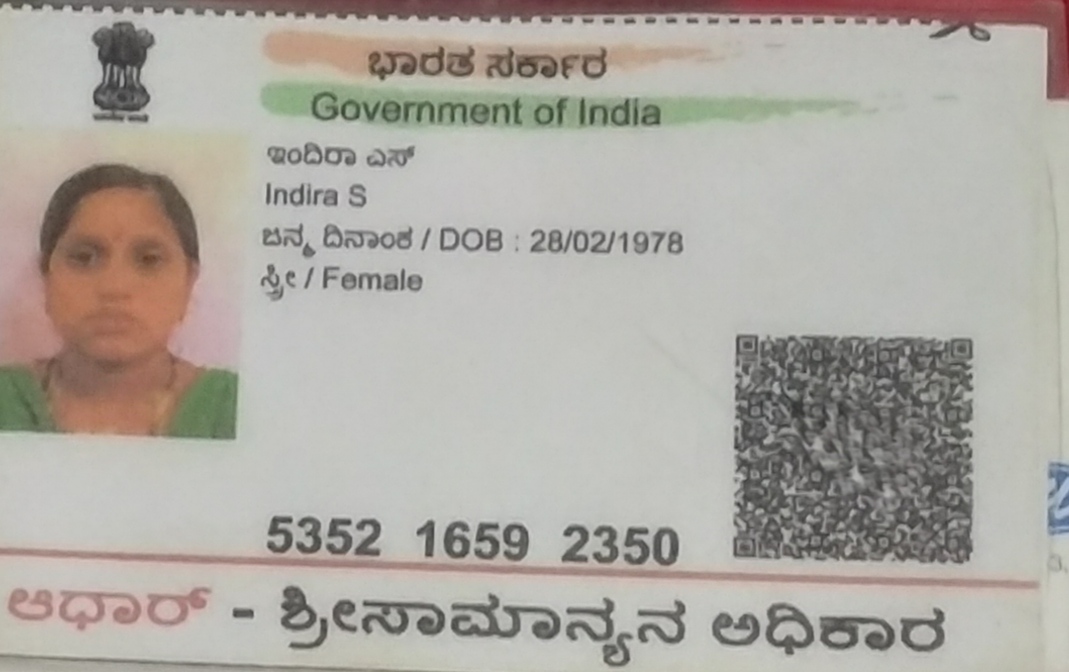 ಭಾರತ ಸರ್ಕಾರ
Government of India
ಇಂದಿರಾ ಎಸ್
Indira S
ಜನ್ಮ ದಿನಾಂಕ / DOB : 28/02/1978
ಸ್ತ್ರೀ / Female
5352 1659 2350
ಆಧಾರ್ - ಶ್ರೀಸಾಮಾನ್ಯನ ಅಧಿಕಾರ